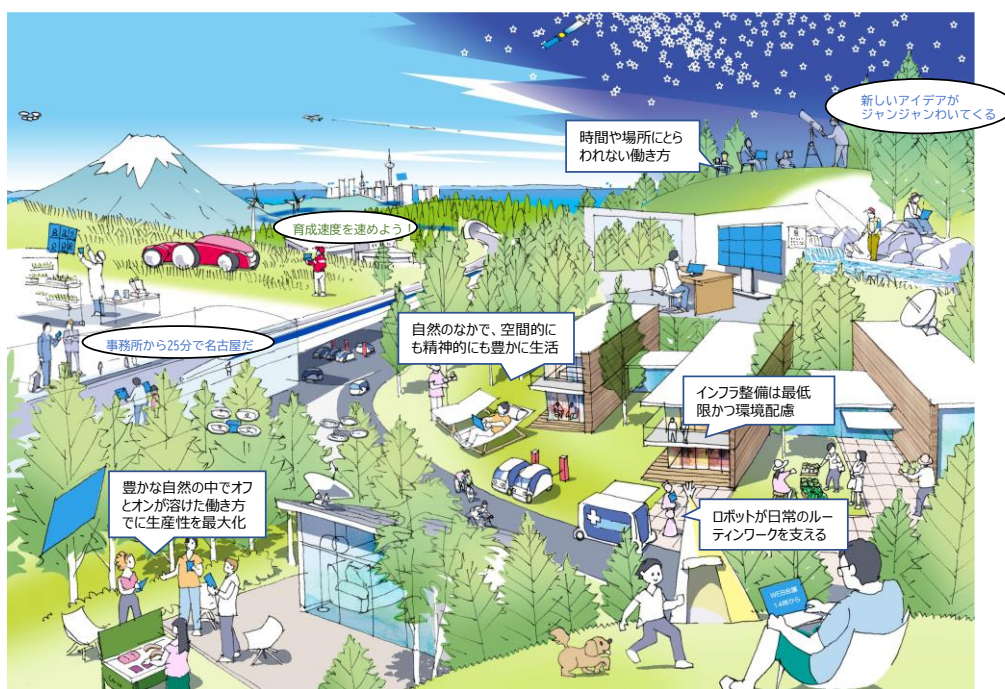 新しいアイデアが
ジャンジャンわいてくる
時間や場所にとら
われない働き方
育成速度を速めよう！
自然のなかで、空間的に
も精神的にも豊かに生活
事務所から25分で名古屋だ
インフラ整備は最低
限かつ環境配慮
豊かな自然の中でオフ
とオンが溶けた働き方
でに生産性を最大化
ロボットが日常のルー
ティンワークを支える
WEB会議
14時から